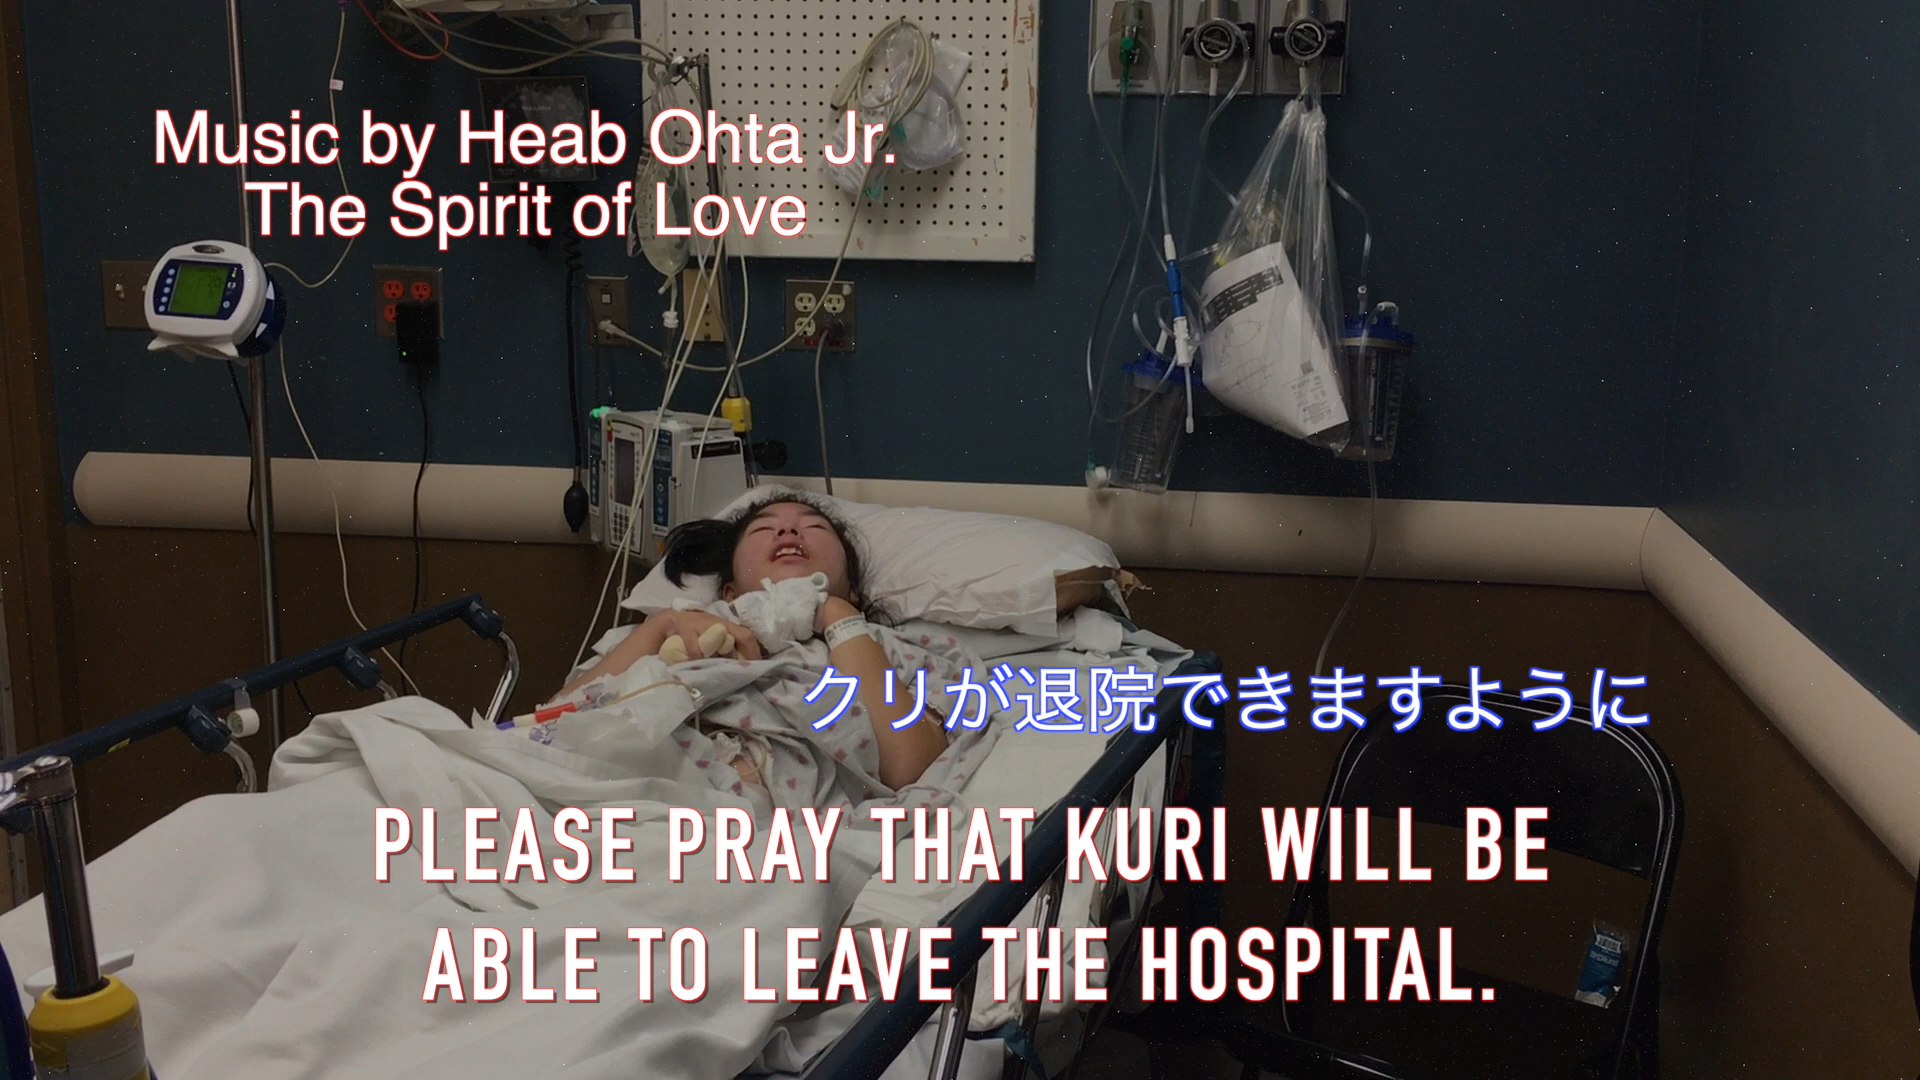 Music by Heab Ohta Jr.
The Spirit of Love
クリが退院できますように
PLEASE PRAY THAT KURI WILL BE
ABLE TO LEAVE THE HOSPITAL.